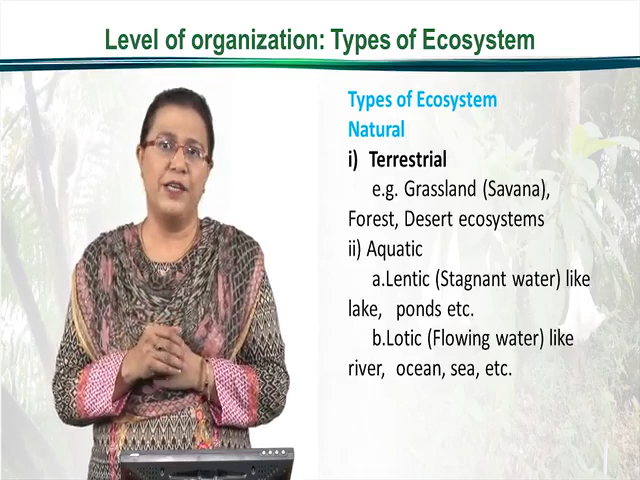 Level of organization: Types of Ecosystem
Types of Ecosystem
Natural
i) Terrestrial
e.g. Grassland (Savana),
Forest, Desert ecosystems
ii) Aquatic
a.Lentic (Stagnant water) like
lake, ponds etc.
b.Lotic (Flowing water) like
river, ocean, sea, etc.